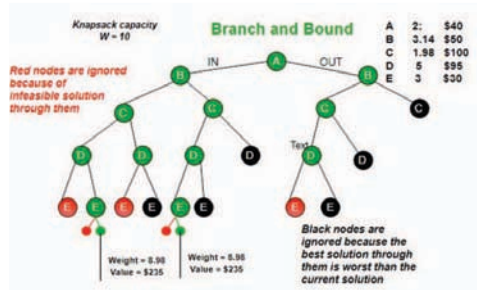 Knapsack capacity
W = 10
Branch and Bound
A 2; $40
B 3.14 $50
C 1.98 $100
D 5 $95
E 3 $30
IN
OUT
A
B
B
Red nodes are ignored
because of
infeasible solution
through them
C
C
C
C
Text
D
D
D
D
D
D
E
E
E
E
E
E
E
E
Weight = 8.98
Value = $235
Weight = 8.98
Value = $235
Black nodes are
ignored because the
best solution through
them is worst than the
current solution